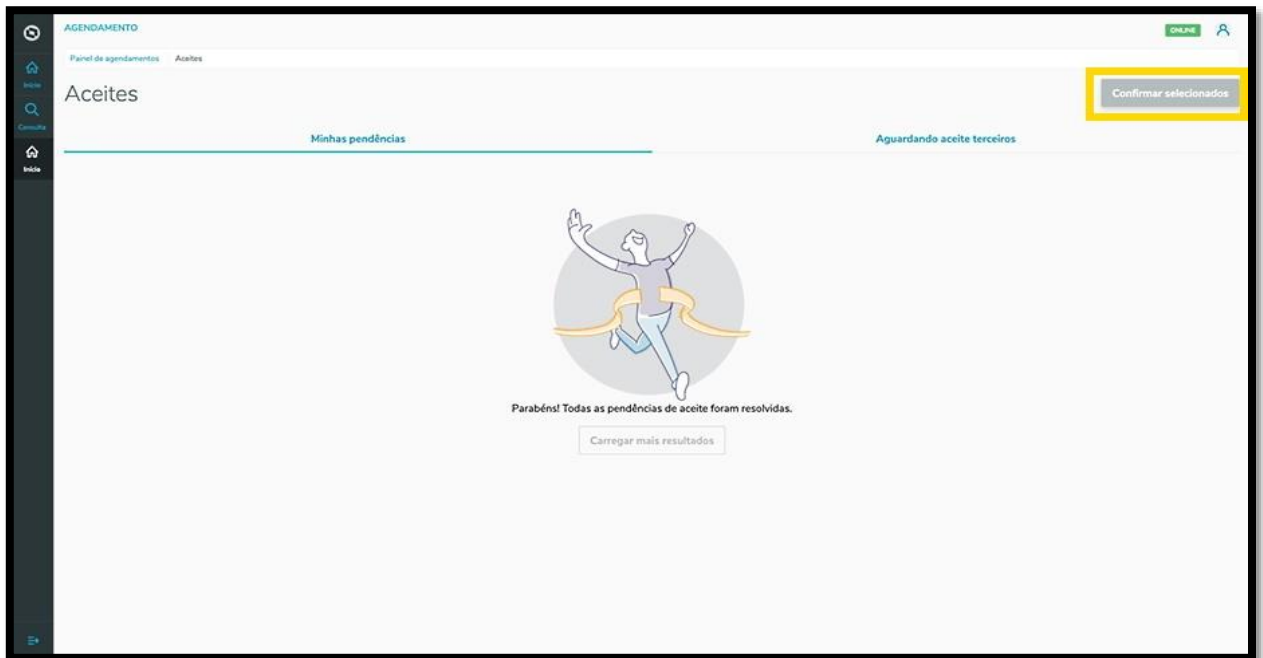 AGENDAMENTO
ONLINE
Painel de agendamentos Aceites
Início
Aceites
Confirmar selecionados
Consulta
Minhas pendências
Aguardando aceite terceiros
Início
Parabéns! Todas as pendências de aceite foram resolvidas.
Carregar mais resultados